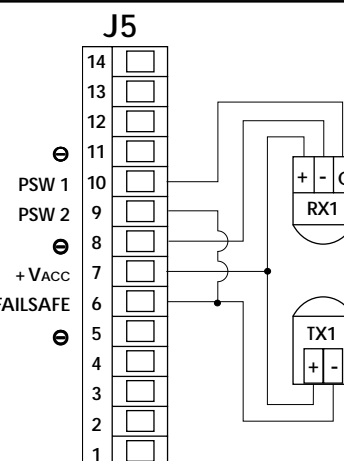 J5
14
13
12
⊖ 11
PSW 1 10
PSW 2 9
⊖ 8
+ VACC 7
FAILSAFE 6
⊖ 5
4
3
2
1
+ -
RX1
TX1
+ -